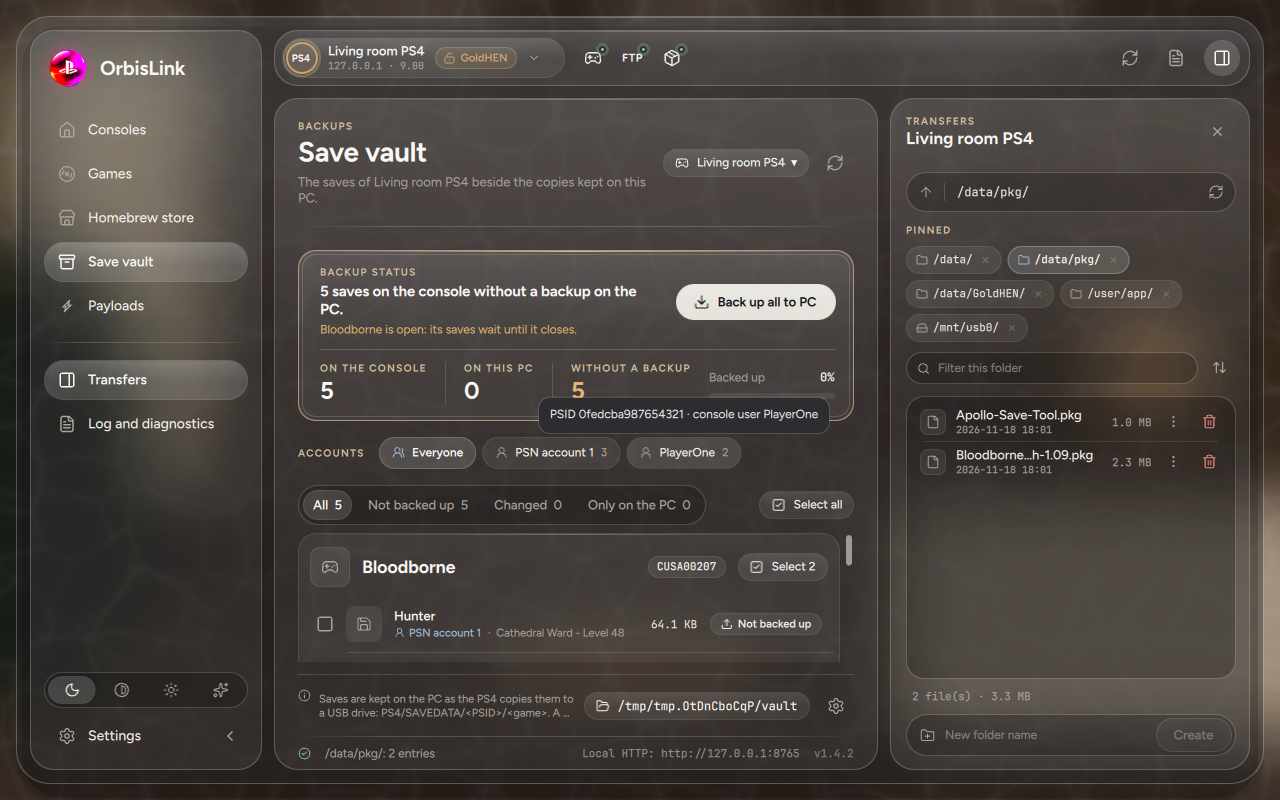 OrbisLink
Consoles
Games
Homebrew store
Save vault
Payloads
Transfers
Log and diagnostics
Settings
PS4
Living room PS4
127.0.0.1 · 9.00
GoldHEN
FTP
BACKUPS
Save vault
The saves of Living room PS4 beside the copies kept on this
PC.
Living room PS4 ▾
BACKUP STATUS
5 saves on the console without a backup on the
PC.
Bloodborne is open: its saves wait until it closes.
Back up all to PC
ON THE CONSOLE
5
ON THIS PC
0
WITHOUT A BACKUP
5
Backed up 0%
PSID 0fedcba987654321 · console user PlayerOne
ACCOUNTS
Everyone
PSN account 1 3
PlayerOne 2
All 5
Not backed up 5
Changed 0
Only on the PC 0
Select all
Bloodborne
CUSA00207
Select 2
Hunter
PSN account 1 · Cathedral Ward - Level 48
64.1 KB
Not backed up
Saves are kept on the PC as the PS4 copies them to
a USB drive: PS4/SAVEDATA/<PSID>/<game>. A ...
/tmp/tmp.OtDnCboCqP/vault
/data/pkg/: 2 entries
Local HTTP: http://127.0.0.1:8765
v1.4.2
TRANSFERS
Living room PS4
/data/pkg/
PINNED
/data/
/data/pkg/
/data/GoldHEN/
/user/app/
/mnt/usb0/
Filter this folder
Apollo-Save-Tool.pkg
2026-11-18 18:01
1.0 MB
Bloodborne...h-1.09.pkg
2026-11-18 18:01
2.3 MB
2 file(s) · 3.3 MB
New folder name
Create